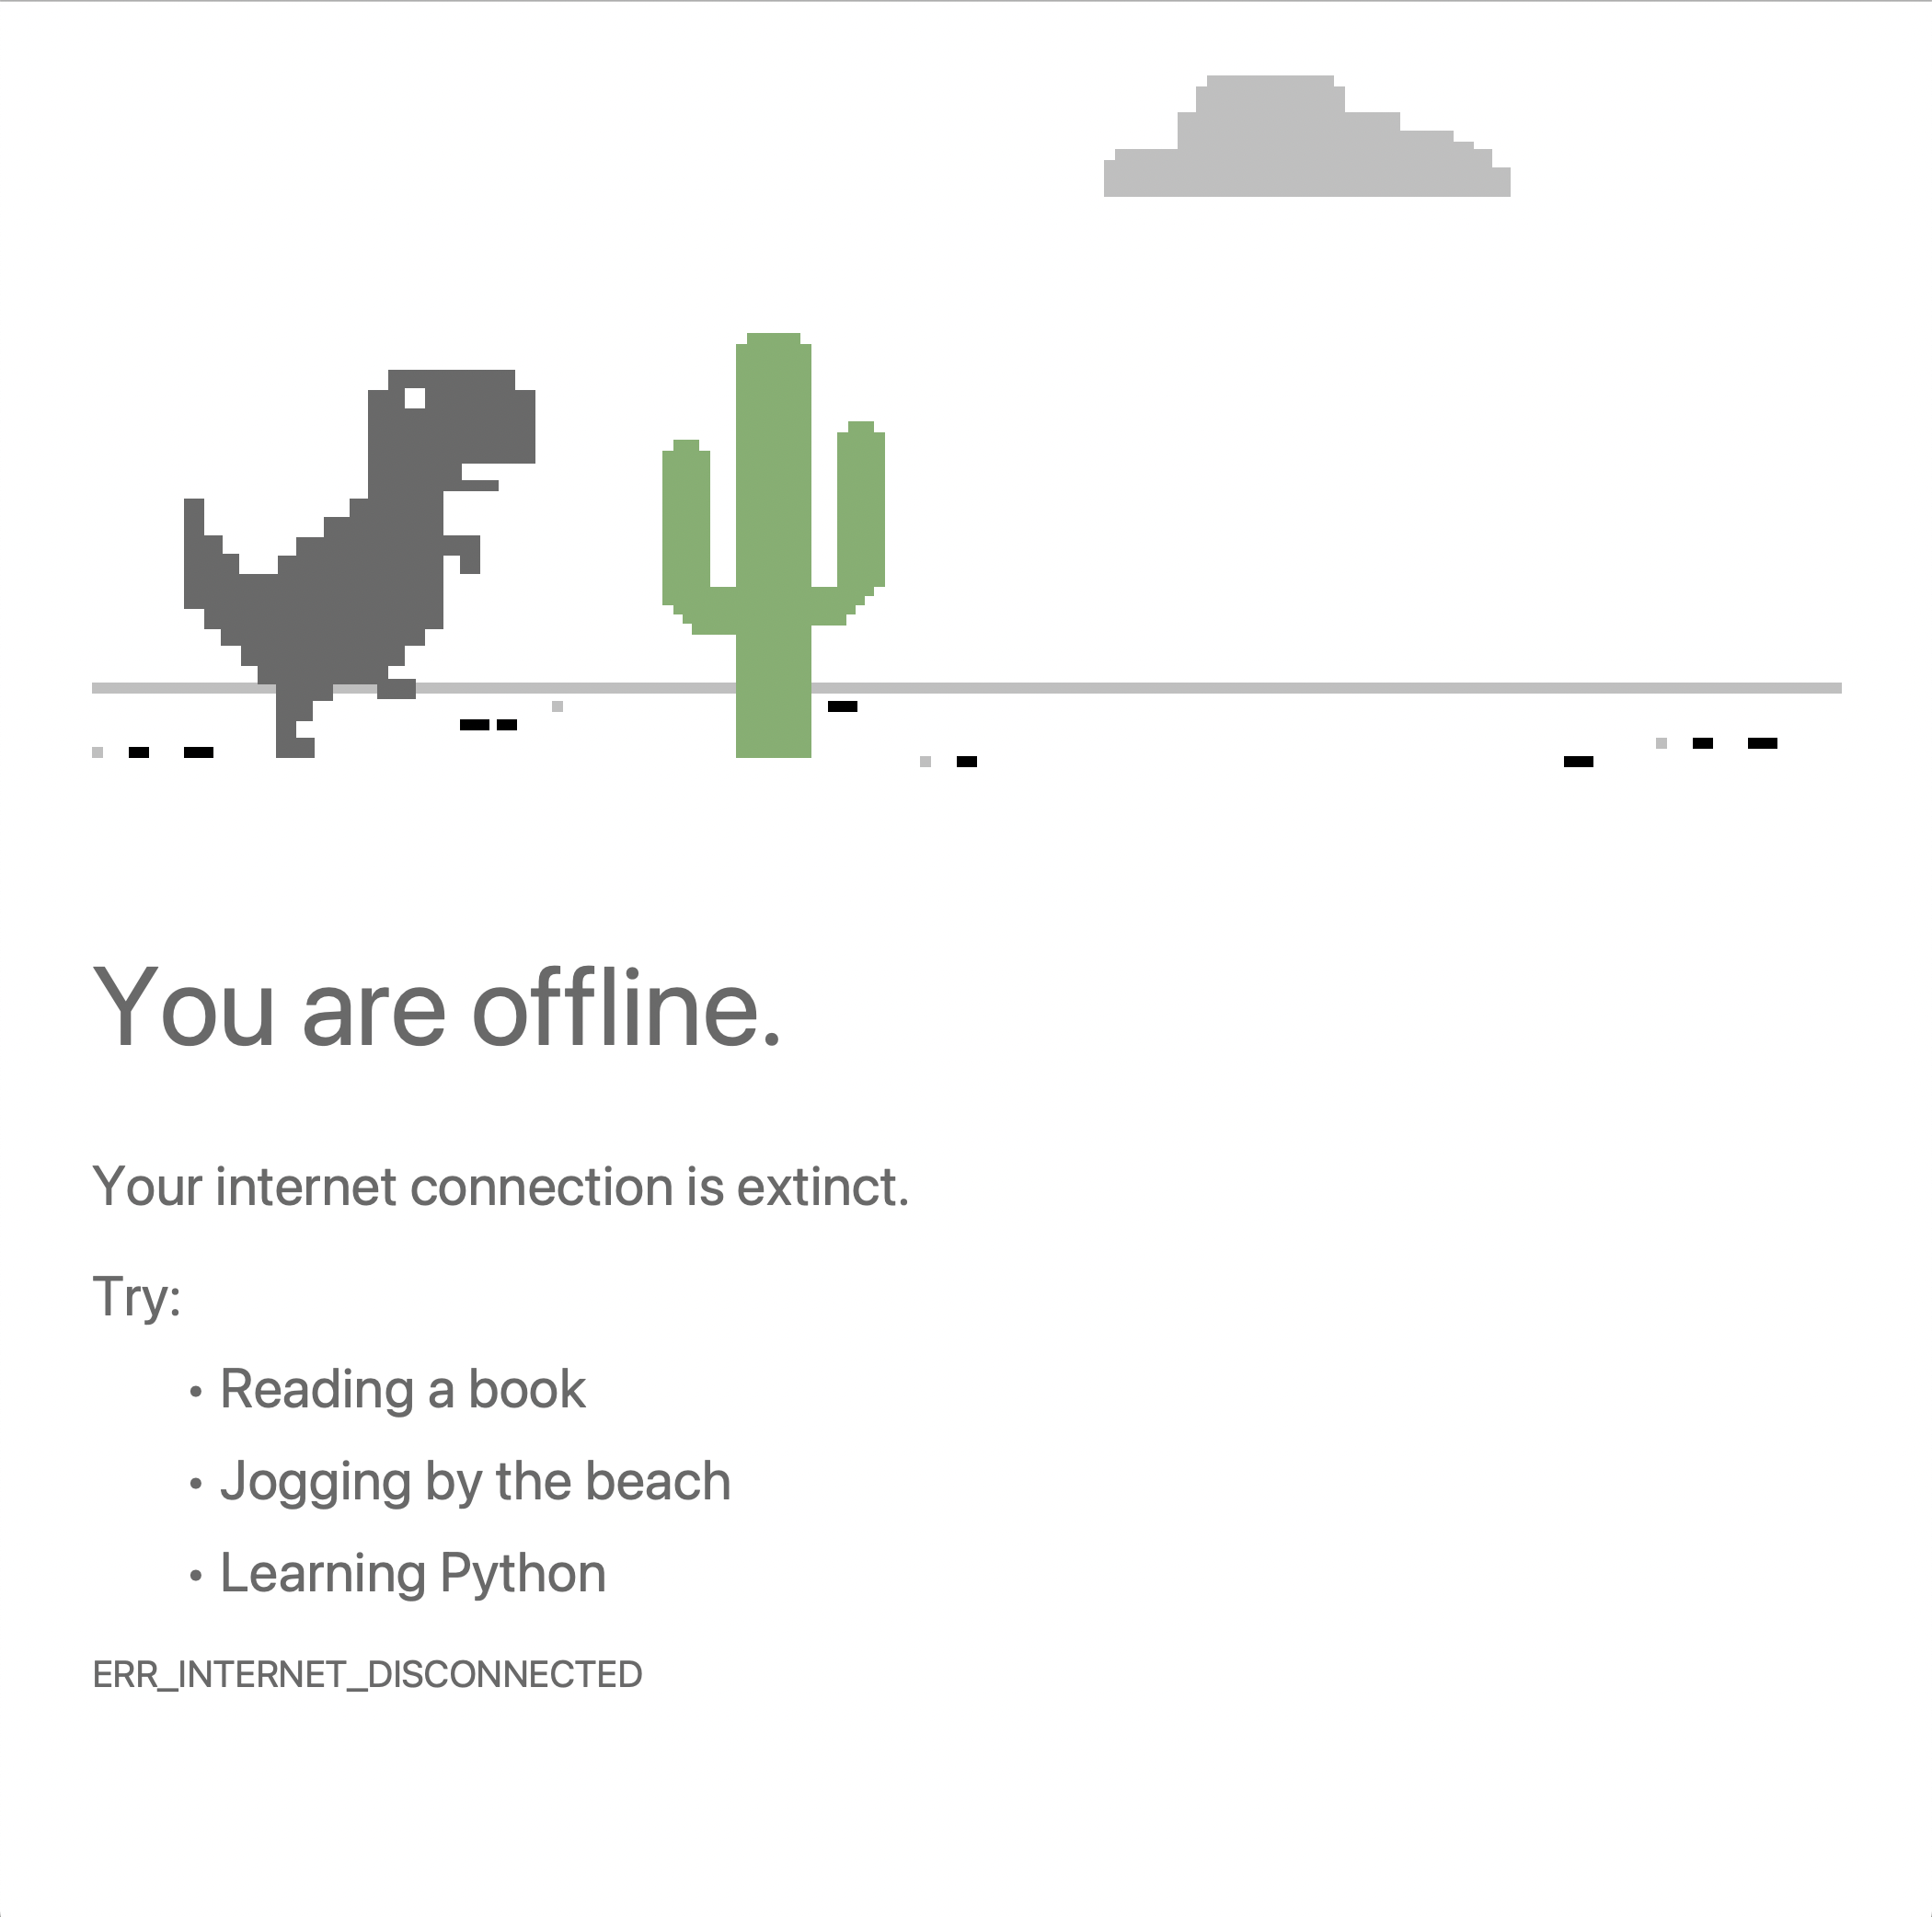 You are offline.
Your internet connection is extinct.
Try:
• Reading a book
• Jogging by the beach
• Learning Python
ERR_INTERNET_DISCONNECTED